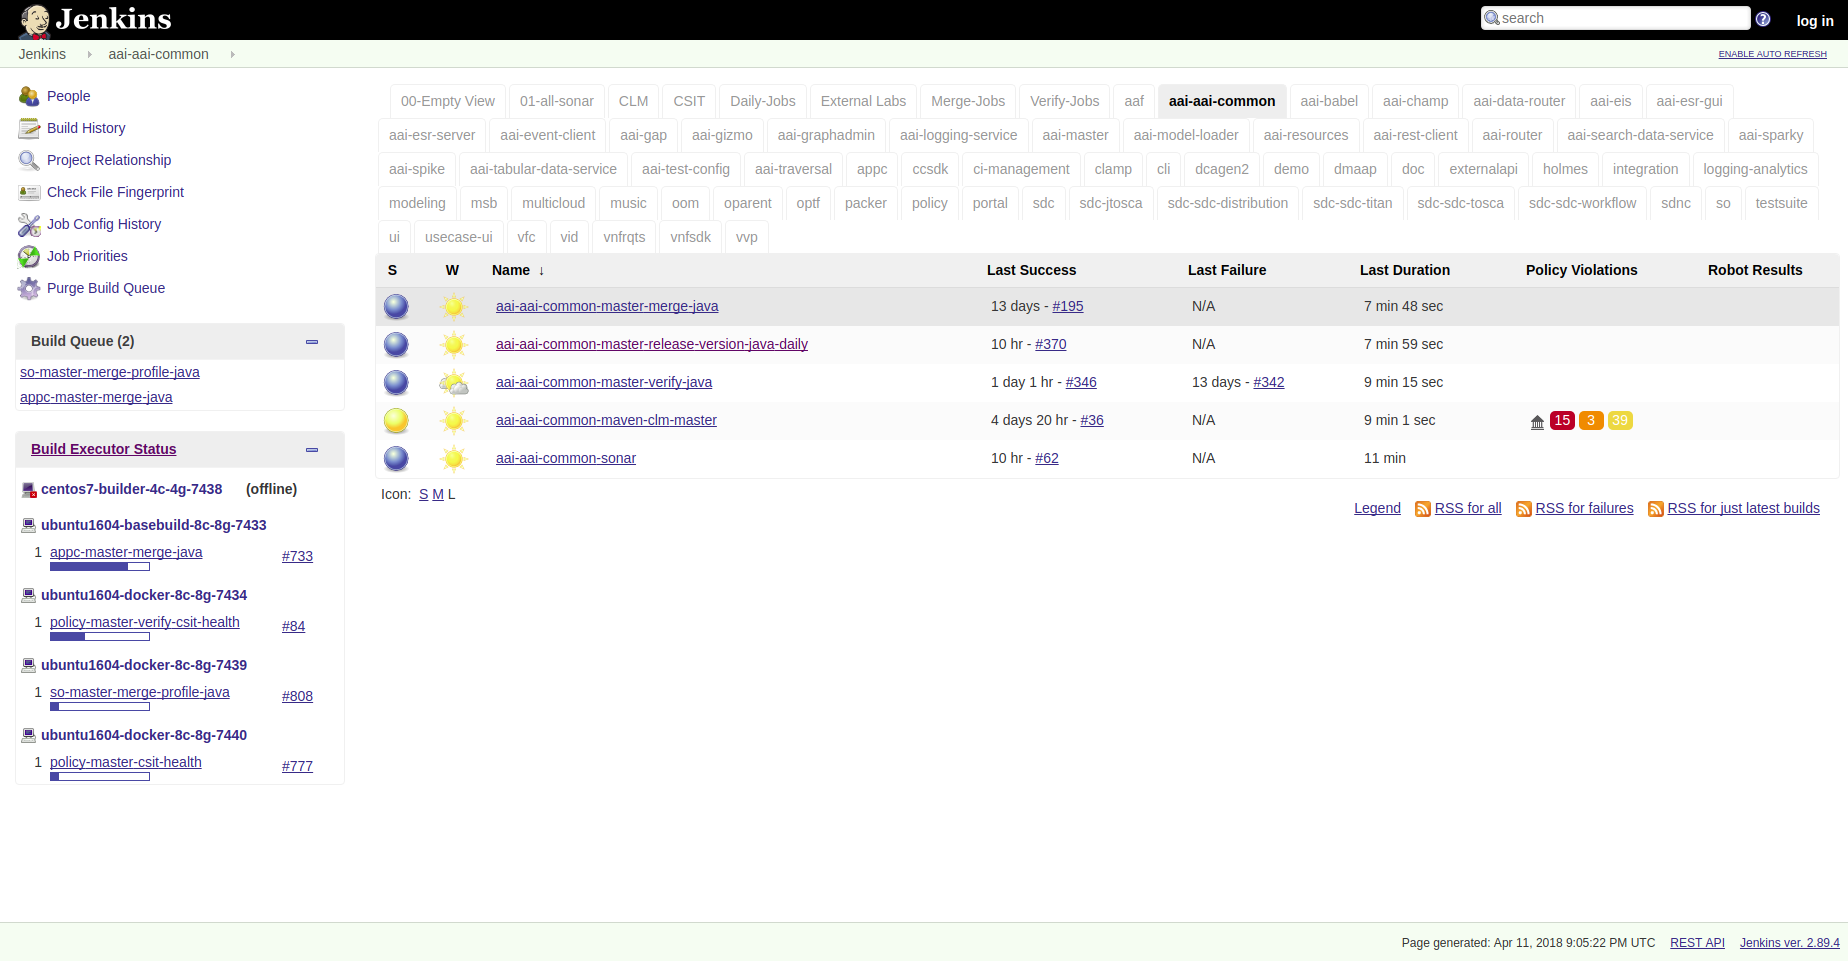 Jenkins
search
log in
Jenkins
aai-aai-common
ENABLE AUTO REFRESH
People
Build History
Project Relationship
Check File Fingerprint
Job Config History
Job Priorities
Purge Build Queue
Build Queue (2)
so-master-merge-profile-java
appc-master-merge-java
Build Executor Status
centos7-builder-4c-4g-7438 (offline)
ubuntu1604-basebuild-8c-8g-7433
1 appc-master-merge-java #733
ubuntu1604-docker-8c-8g-7434
1 policy-master-verify-csit-health #84
ubuntu1604-docker-8c-8g-7439
1 so-master-merge-profile-java #808
ubuntu1604-docker-8c-8g-7440
1 policy-master-csit-health #777
00-Empty View 01-all-sonar CLM CSIT Daily-Jobs External Labs Merge-Jobs Verify-Jobs aaf aai-aai-common aai-babel aai-champ aai-data-router aai-eis aai-esr-gui
aai-esr-server aai-event-client aai-gap aai-gizmo aai-graphadmin aai-logging-service aai-master aai-model-loader aai-resources aai-rest-client aai-router aai-search-data-service aai-sparky
aai-spike aai-tabular-data-service aai-test-config aai-traversal appc ccsdk ci-management clamp cli dcagen2 demo dmaap doc externalapi holmes integration logging-analytics
modeling msb multicloud music oom oparent optf packer policy portal sdc sdc-jtosca sdc-sdc-distribution sdc-sdc-titan sdc-sdc-tosca sdc-sdc-workflow sdnc so testsuite
ui usecase-ui vfc vid vnfrqts vnfsdk vvp
S W Name ↓ Last Success Last Failure Last Duration Policy Violations Robot Results
aai-aai-common-master-merge-java 13 days - #195 N/A 7 min 48 sec
aai-aai-common-master-release-version-java-daily 10 hr - #370 N/A 7 min 59 sec
aai-aai-common-master-verify-java 1 day 1 hr - #346 13 days - #342 9 min 15 sec
aai-aai-common-maven-clm-master 4 days 20 hr - #36 N/A 9 min 1 sec 15 3 39
aai-aai-common-sonar 10 hr - #62 N/A 11 min
Icon: S M L
Legend RSS for all RSS for failures RSS for just latest builds
Page generated: Apr 11, 2018 9:05:22 PM UTC REST API Jenkins ver. 2.89.4